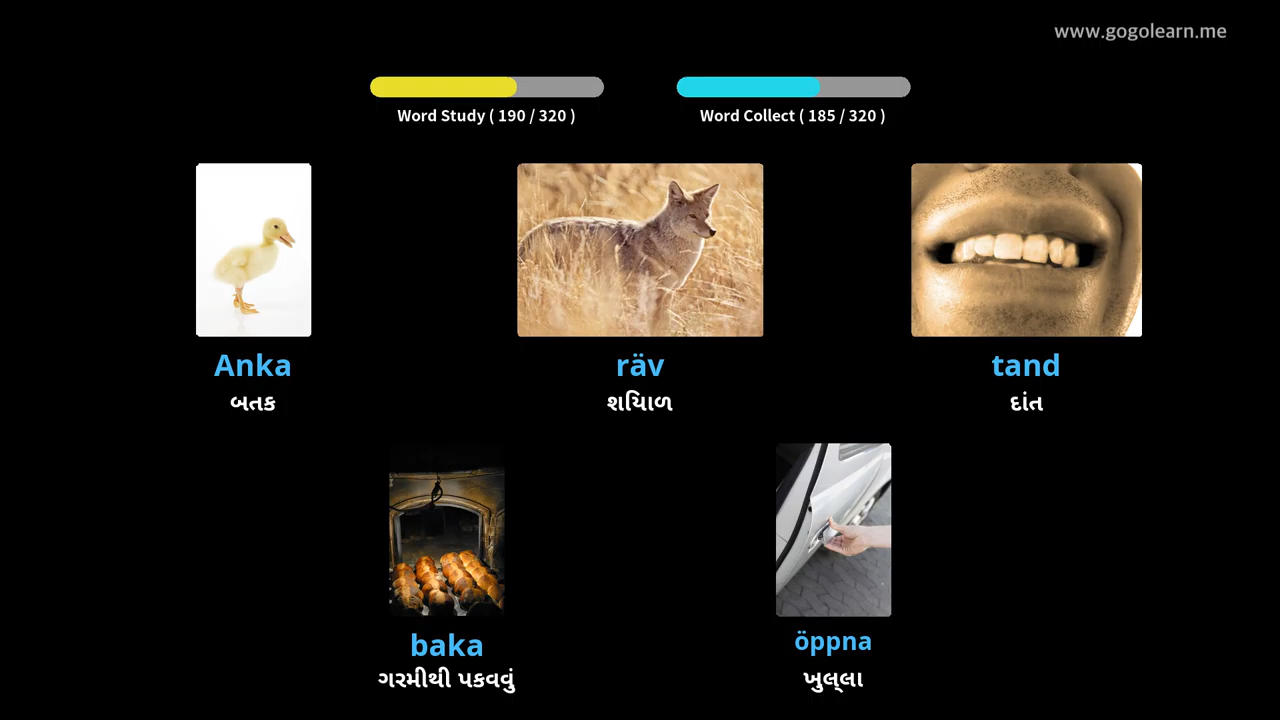 www.gogolearn.me
Word Study ( 190 / 320 )
Word Collect ( 185 / 320 )
Anka
બતક
räv
શિયાળ
tand
દાંત
baka
ગરમીથી પકવવું
öppna
ખુલ્લા